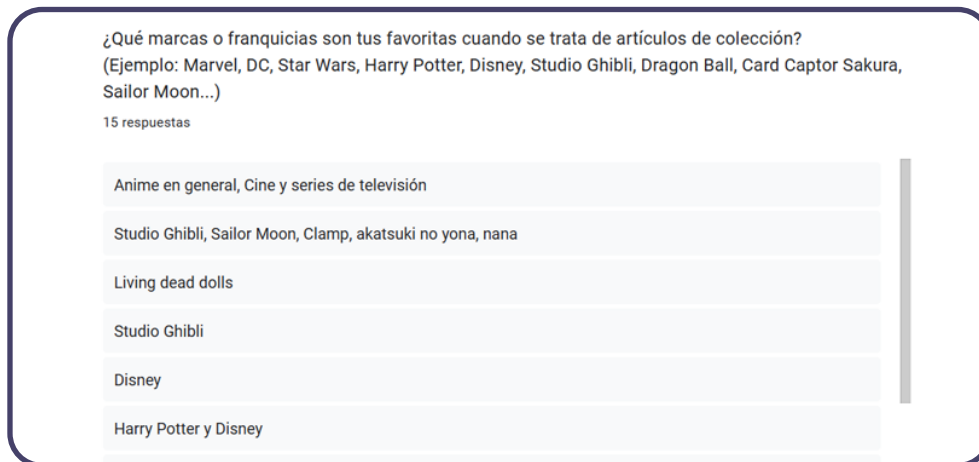 ¿Qué marcas o franquicias son tus favoritas cuando se trata de artículos de colección?
(Ejemplo: Marvel, DC, Star Wars, Harry Potter, Disney, Studio Ghibli, Dragon Ball, Card Captor Sakura,
Sailor Moon...)
15 respuestas
Anime en general, Cine y series de televisión
Studio Ghibli, Sailor Moon, Clamp, akatsuki no yona, nana
Living dead dolls
Studio Ghibli
Disney
Harry Potter y Disney